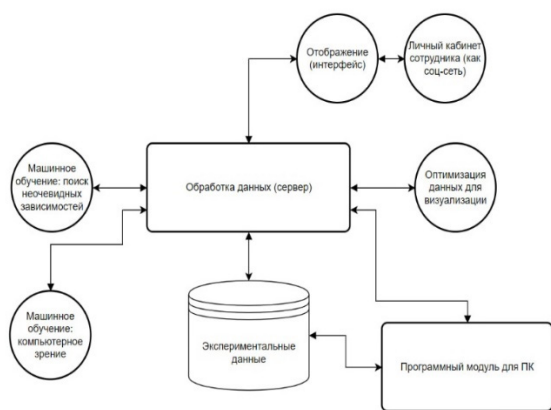 Отображение
(интерфейс)
Личный кабинет
сотрудника (как
соц-сеть)
Машинное
обучение: поиск
неочевидных
зависимостей
Обработка данных (сервер)
Оптимизация
данных для
визуализации
Машинное
обучение:
компьютерное
зрение
Экспериментальные
данные
Программный модуль для ПК